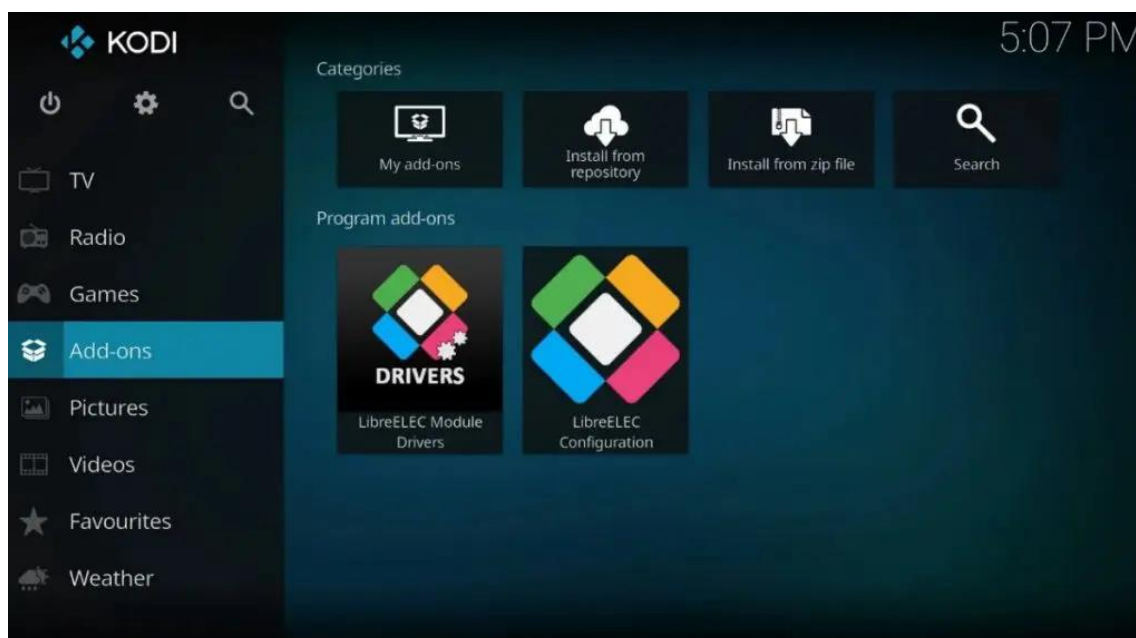 KODI
5:07 PM
Categories
My add-ons
Install from
repository
Install from zip file
Search
TV
Radio
Games
Add-ons
Pictures
Videos
Favourites
Weather
Program add-ons
DRIVERS
LibreELEC Module
Drivers
LibreELEC
Configuration